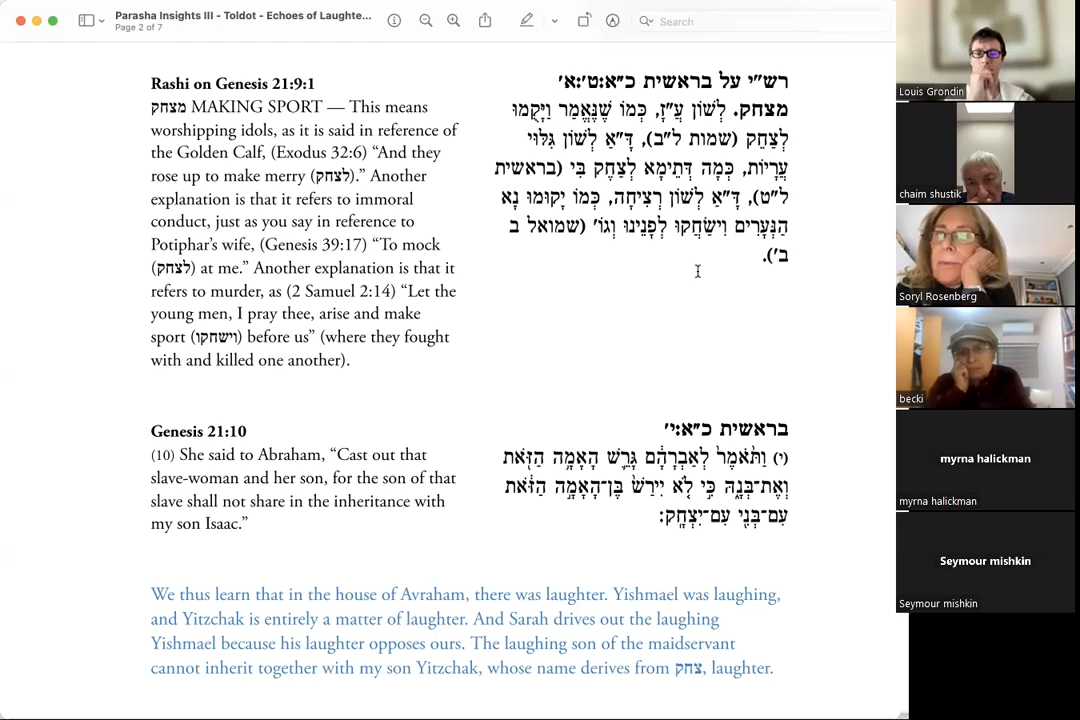 Parasha Insights III - Toldot - Echoes of Laughte...
Page 2 of 7
Search
Rashi on Genesis 21:9:1
מצחק MAKING SPORT — This means
worshipping idols, as it is said in reference of
the Golden Calf, (Exodus 32:6) “And they
rose up to make merry (לצחק).” Another
explanation is that it refers to immoral
conduct, just as you say in reference to
Potiphar’s wife, (Genesis 39:17) “To mock
(לצחק) at me.” Another explanation is that it
refers to murder, as (2 Samuel 2:14) “Let the
young men, I pray thee, arise and make
sport (וישחקו) before us” (where they fought
with and killed one another).
רש״י על בראשית כ״א:ט׳:א׳
מצחק. לְשׁוֹן עֲ״זָ, כְּמוֹ שֶׁנֶּאֱמַר וַיָּקֻמוּ
לְצַחֵק (שמות ל״ב), דָּ״אַ לְשׁוֹן גִּלּוּי
עֲרָיוֹת, כְּמָה דְּתֵימָא לְצַחֶק בִּי (בראשית
ל״ט), דָּ״אַ לְשׁוֹן רְצִיחָה, כְּמוֹ יָקוּמוּ נָא
הַנְּעָרִים וִישַׂחֲקוּ לְפָנֵינוּ וְגוֹ׳ (שמואל ב
ב׳).
Genesis 21:10
(10) She said to Abraham, “Cast out that
slave-woman and her son, for the son of that
slave shall not share in the inheritance with
my son Isaac.”
בראשית כ״א:י׳
(י) וַתֹּ֙אמֶר֙ לְאַבְרָהָ֔ם גָּרֵ֛שׁ הָאָמָ֥ה הַזֹּ֖את
וְאֶת־בְּנָ֑הּ כִּ֣י לֹ֤א יִירַשׁ֙ בֶּן־הָאָמָ֣ה הַזֹּ֔את
עִם־בְּנִ֖י עִם־יִצְחָֽק׃
We thus learn that in the house of Avraham, there was laughter. Yishmael was laughing,
and Yitzchak is entirely a matter of laughter. And Sarah drives out the laughing
Yishmael because his laughter opposes ours. The laughing son of the maidservant
cannot inherit together with my son Yitzchak, whose name derives from צחק, laughter.
Louis Grondin
chaim shustik
Soryl Rosenberg
becki
myrna halickman
myrna halickman
Seymour mishkin
Seymour mishkin